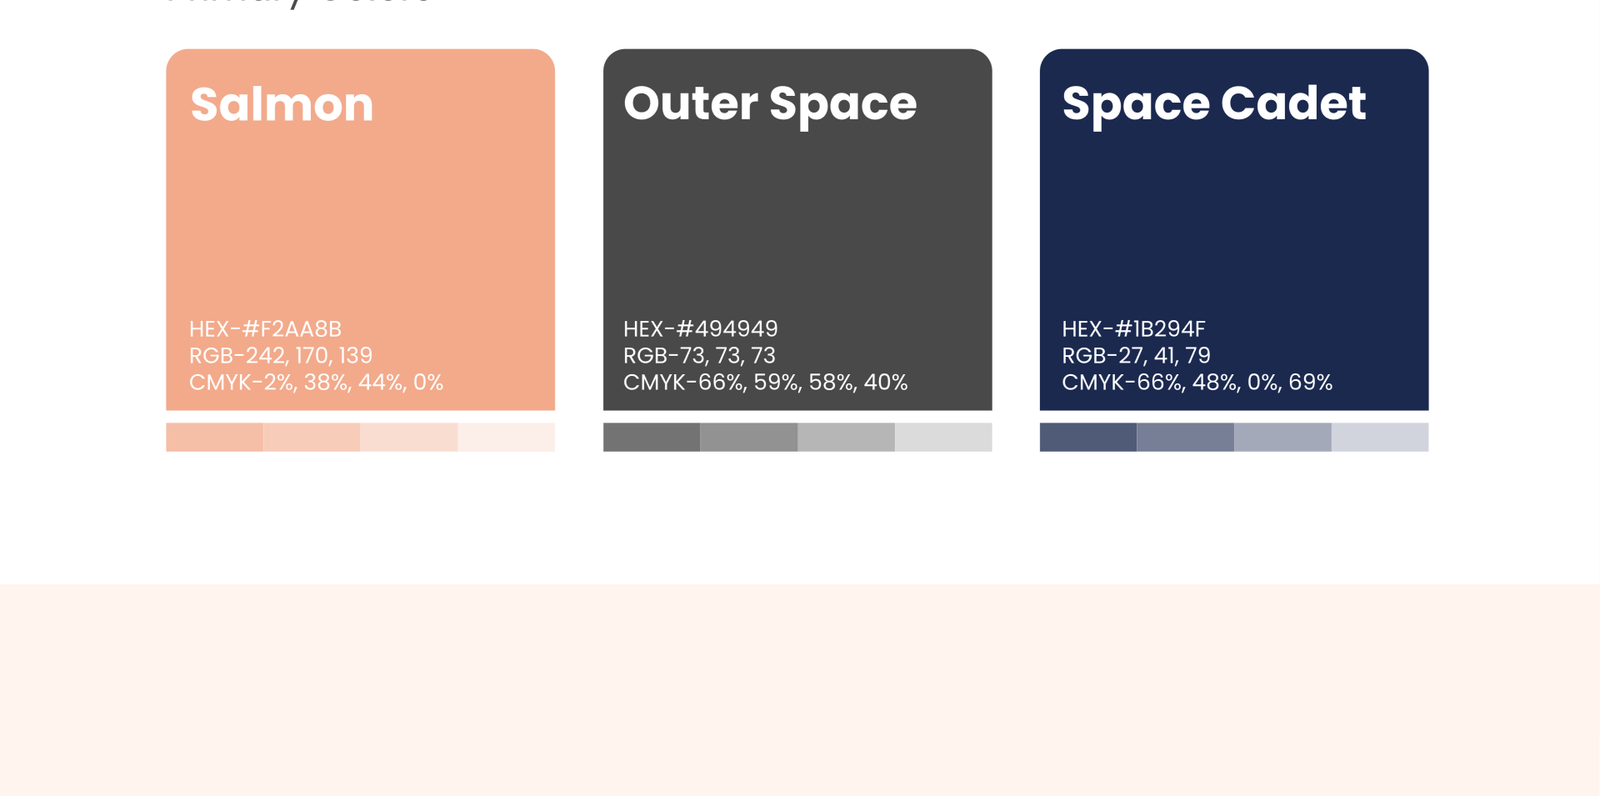 Salmon
HEX-#F2AA8B
RGB-242, 170, 139
CMYK-2%, 38%, 44%, 0%
Outer Space
HEX-#494949
RGB-73, 73, 73
CMYK-66%, 59%, 58%, 40%
Space Cadet
HEX-#1B294F
RGB-27, 41, 79
CMYK-66%, 48%, 0%, 69%